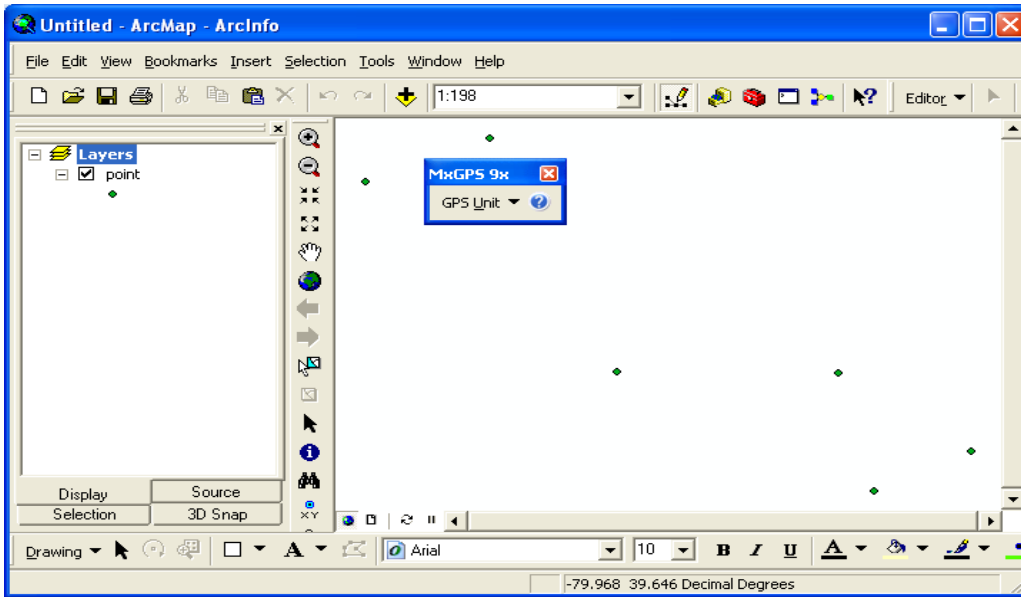 Untitled - ArcMap - ArcInfo
File Edit View Bookmarks Insert Selection Tools Window Help
1:198 Editor
Layers
point
MxGPS 9x
GPS Unit
Display Source
Selection 3D Snap
XY
Drawing A Arial 10 B I U A
-79.968 39.646 Decimal Degrees